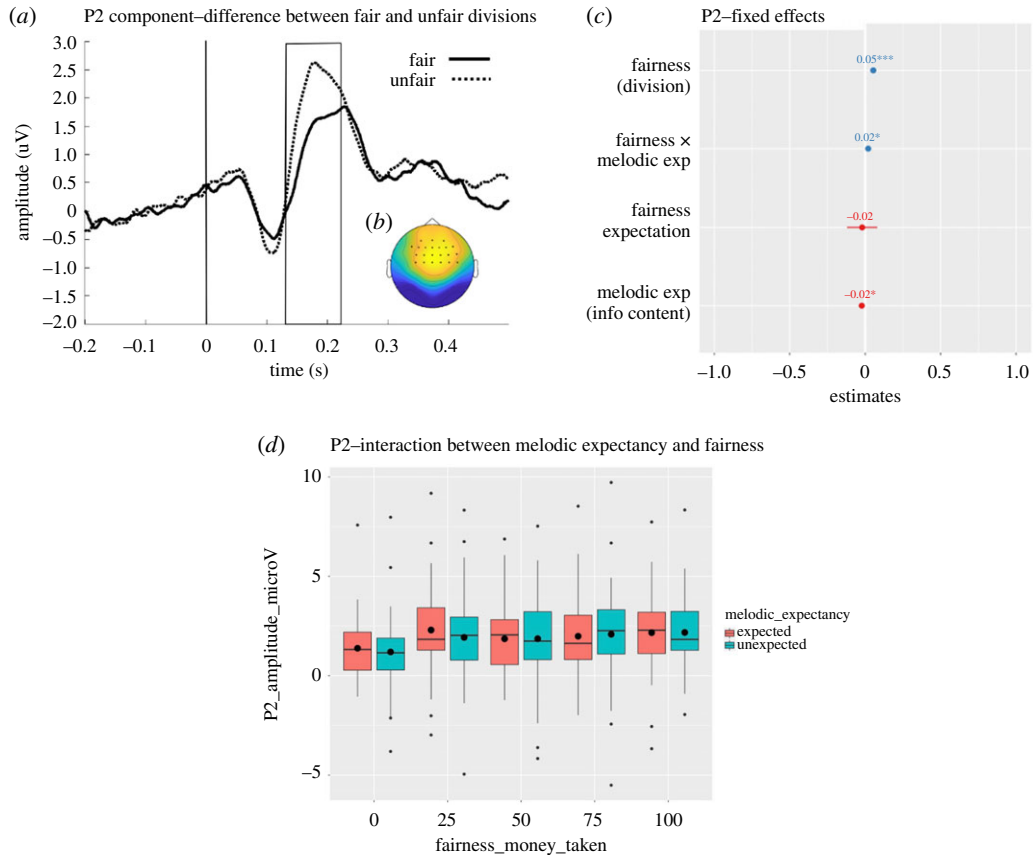 (a) P2 component–difference between fair and unfair divisions
3.0
2.5
2.0
1.5
1.0
0.5
0
–0.5
–1.0
–1.5
–2.0
amplitude (uV)
fair
unfair
(b)
–0.2 –0.1 0 0.1 0.2 0.3 0.4
time (s)
(c) P2–fixed effects
fairness
(division)
0.05***
fairness ×
melodic exp
0.02*
fairness
expectation
–0.02
melodic exp
(info content)
–0.02*
–1.0 –0.5 0 0.5 1.0
estimates
(d) P2–interaction between melodic expectancy and fairness
10
5
0
–5
P2_amplitude_microV
0 25 50 75 100
fairness_money_taken
melodic_expectancy
expected
unexpected